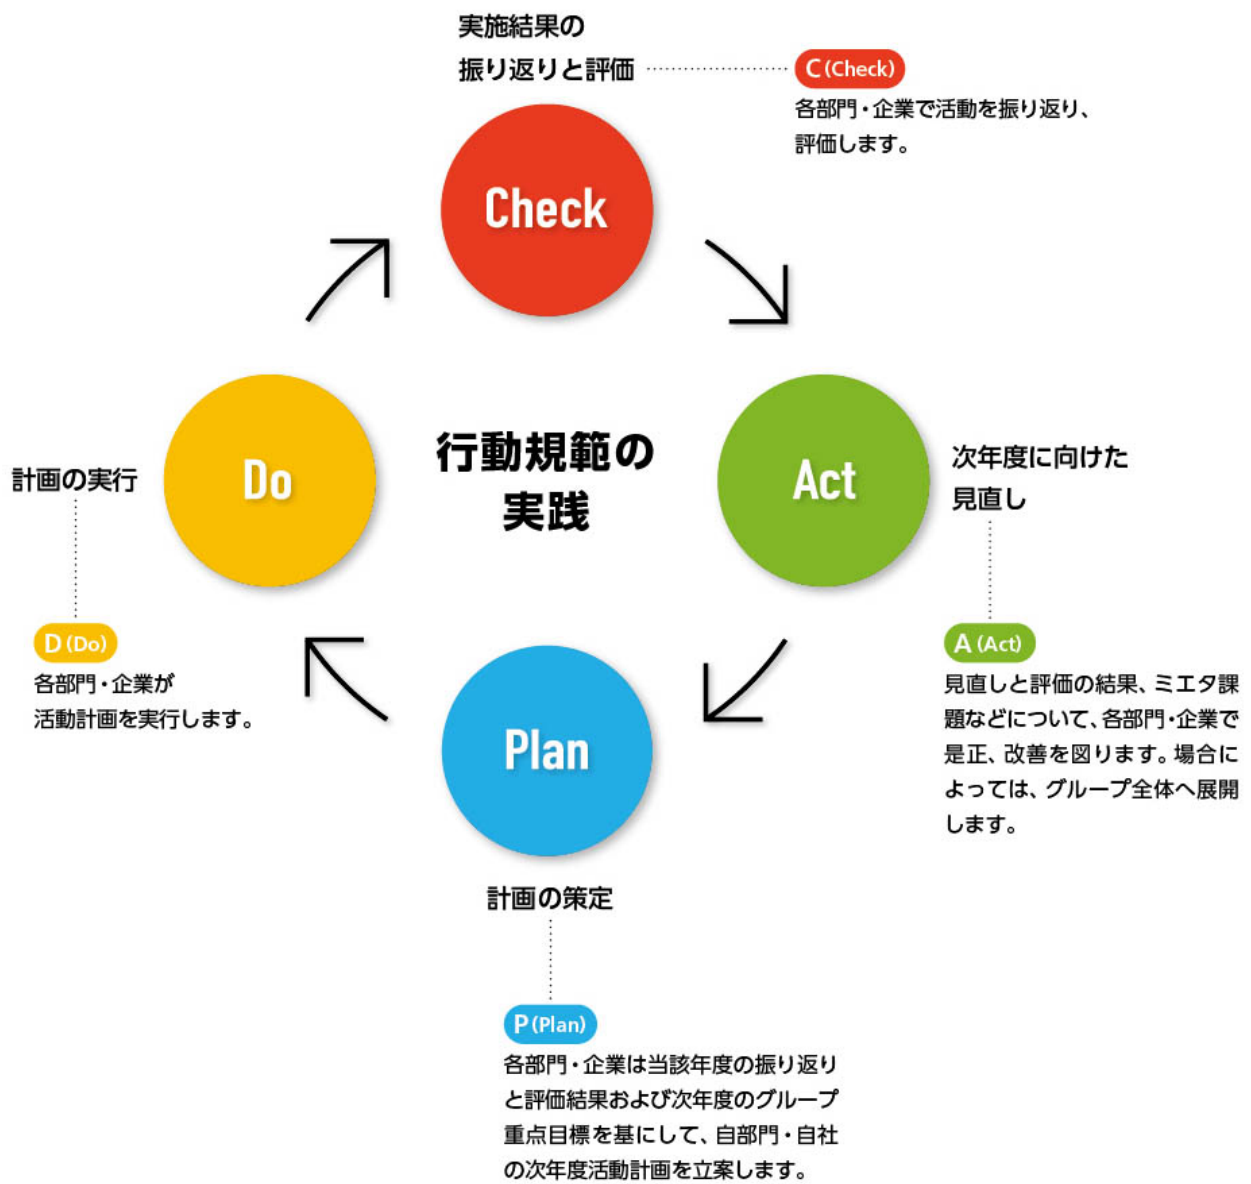 実施結果の
振り返りと評価
C (Check)
各部門・企業で活動を振り返り、
評価します。
Check
Do
行動規範の
実践
Act
計画の実行
次年度に向けた
見直し
D (Do)
各部門・企業が
活動計画を実行します。
A (Act)
見直しと評価の結果、ミエタ課
題などについて、各部門・企業で
是正、改善を図ります。場合に
よっては、グループ全体へ展開
します。
Plan
計画の策定
P (Plan)
各部門・企業は当該年度の振り返り
と評価結果および次年度のグループ
重点目標を基にして、自部門・自社
の次年度活動計画を立案します。